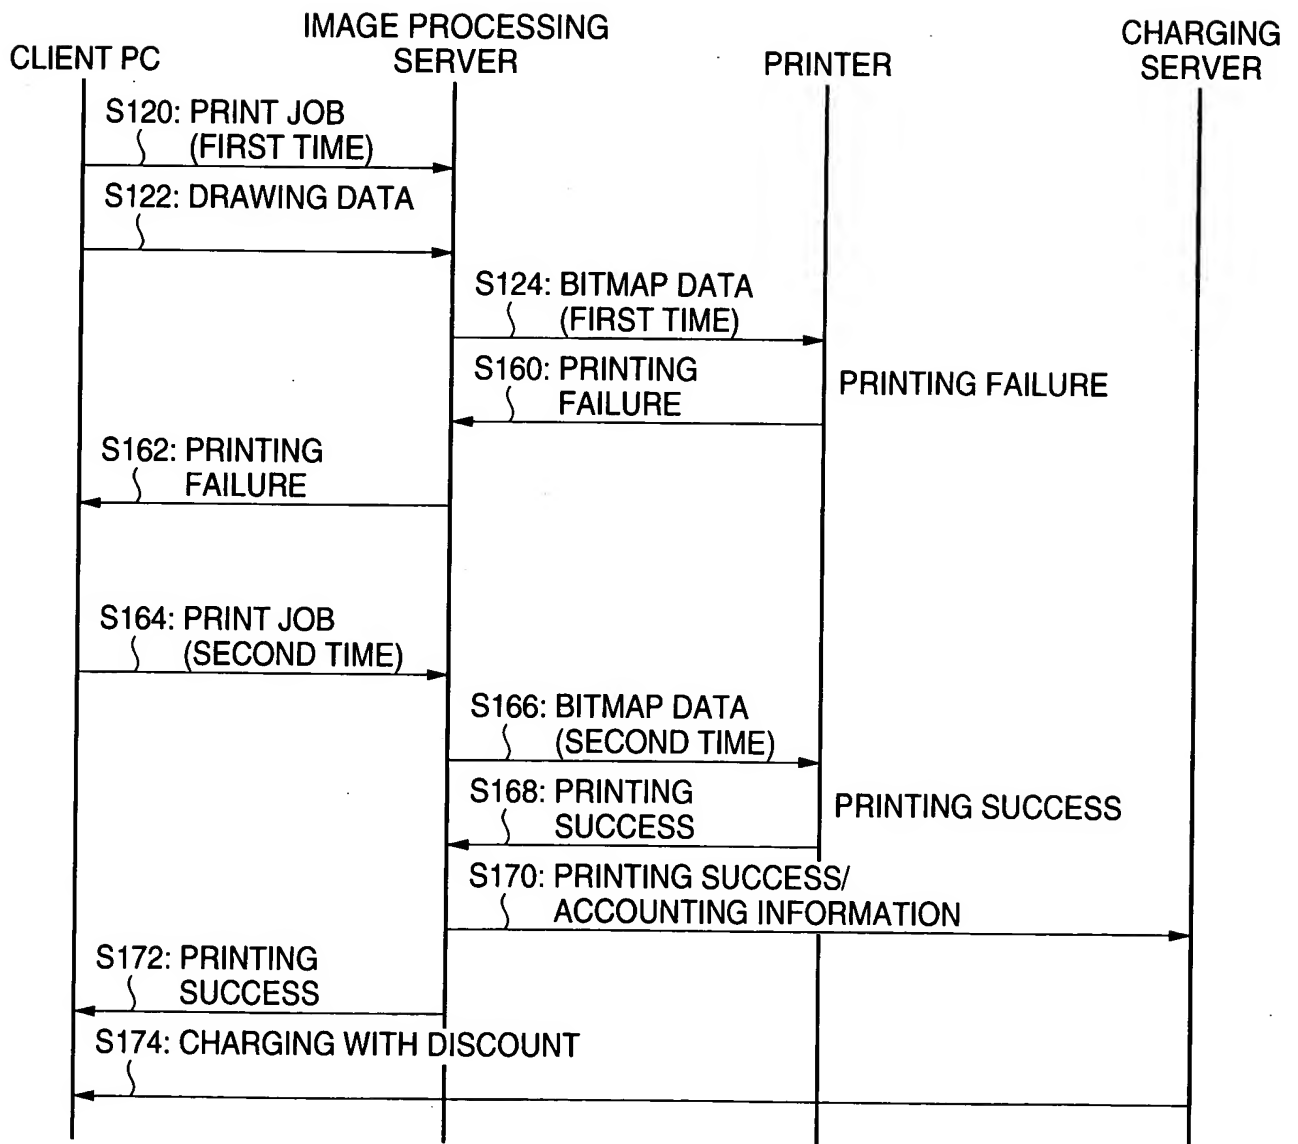 CLIENT PC
IMAGE PROCESSING
SERVER
PRINTER
CHARGING
SERVER
S120: PRINT JOB
(FIRST TIME)
S122: DRAWING DATA
S124: BITMAP DATA
(FIRST TIME)
S160: PRINTING
FAILURE
PRINTING FAILURE
S162: PRINTING
FAILURE
S164: PRINT JOB
(SECOND TIME)
S166: BITMAP DATA
(SECOND TIME)
S168: PRINTING
SUCCESS
PRINTING SUCCESS
S170: PRINTING SUCCESS/
ACCOUNTING INFORMATION
S172: PRINTING
SUCCESS
S174: CHARGING WITH DISCOUNT